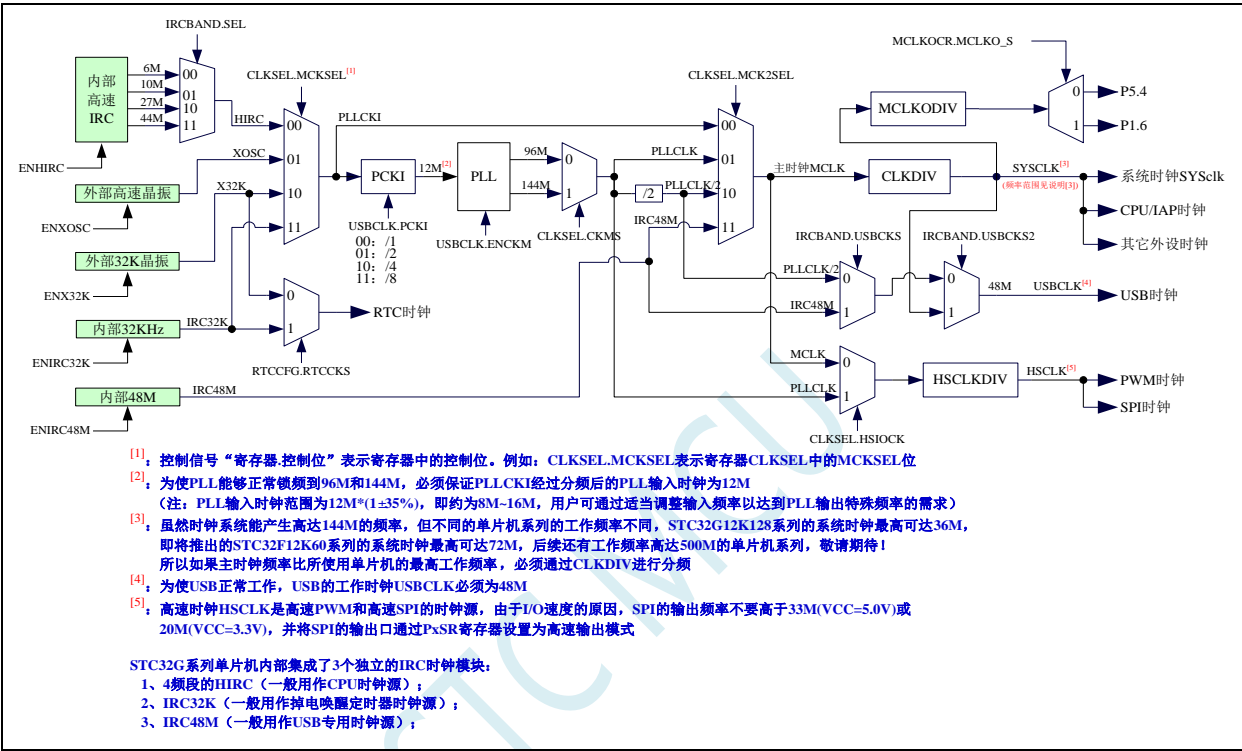 IRCBAND.SEL
MCLKOCR.MCLKO_S
内部
高速
IRC
6M
10M
27M
44M
00
01
10
11
CLKSEL.MCKSEL[1]
CLKSEL.MCK2SEL
HIRC
00
PLLCKI
00
MCLKODIV
0
P5.4
1
P1.6
ENHIRC
XOSC
01
外部高速晶振
ENXOSC
X32K
10
PCKI
12M[2]
PLL
96M
144M
0
1
PLLCLK
01
/2
PLLCLK/2
10
主时钟MCLK
CLKDIV
SYSCLK[3]
(频率范围见说明[3])
系统时钟SYSclk
CPU/IAP时钟
其它外设时钟
11
USBCLK.PCKI
00: /1
01: /2
10: /4
11: /8
USBCLK.ENCKM
CLKSEL.CKMS
IRC48M
11
外部32K晶振
ENX32K
IRCBAND.USBCKS
IRCBAND.USBCKS2
PLLCLK/2
0
IRC48M
1
0
1
48M
USBCLK[4]
USB时钟
0
1
RTC时钟
内部32KHz
IRC32K
ENIRC32K
RTCCFG.RTCCKS
MCLK
0
PLLCLK
1
HSCLKDIV
HSCLK[5]
PWM时钟
SPI时钟
内部48M
IRC48M
ENIRC48M
CLKSEL.HSIOCK
[1]: 控制信号“寄存器.控制位”表示寄存器中的控制位。例如：CLKSEL.MCKSEL表示寄存器CLKSEL中的MCKSEL位
[2]: 为使PLL能够正常锁频到96M和144M，必须保证PLLCKI经过分频后的PLL输入时钟为12M
（注：PLL输入时钟范围为12M*(1±35%)，即约为8M~16M，用户可通过适当调整输入频率以达到PLL输出特殊频率的需求）
[3]: 虽然时钟系统能产生高达144M的频率，但不同的单片机系列的工作频率不同，STC32G12K128系列的系统时钟最高可达36M，
即将推出的STC32F12K60系列的系统时钟最高可达72M，后续还有工作频率高达500M的单片机系列，敬请期待！
所以如果主时钟频率比所使用单片机的最高工作频率，必须通过CLKDIV进行分频
[4]: 为使USB正常工作，USB的工作时钟USBCLK必须为48M
[5]: 高速时钟HSCLK是高速PWM和高速SPI的时钟源，由于I/O速度的原因，SPI的输出频率不要高于33M(VCC=5.0V)或
20M(VCC=3.3V)，并将SPI的输出口通过PxSR寄存器设置为高速输出模式
STC32G系列单片机内部集成了3个独立的IRC时钟模块：
1、4频段的HIRC（一般用作CPU时钟源）；
2、IRC32K（一般用作掉电唤醒定时器时钟源）；
3、IRC48M（一般用作USB专用时钟源）；
STC MCU